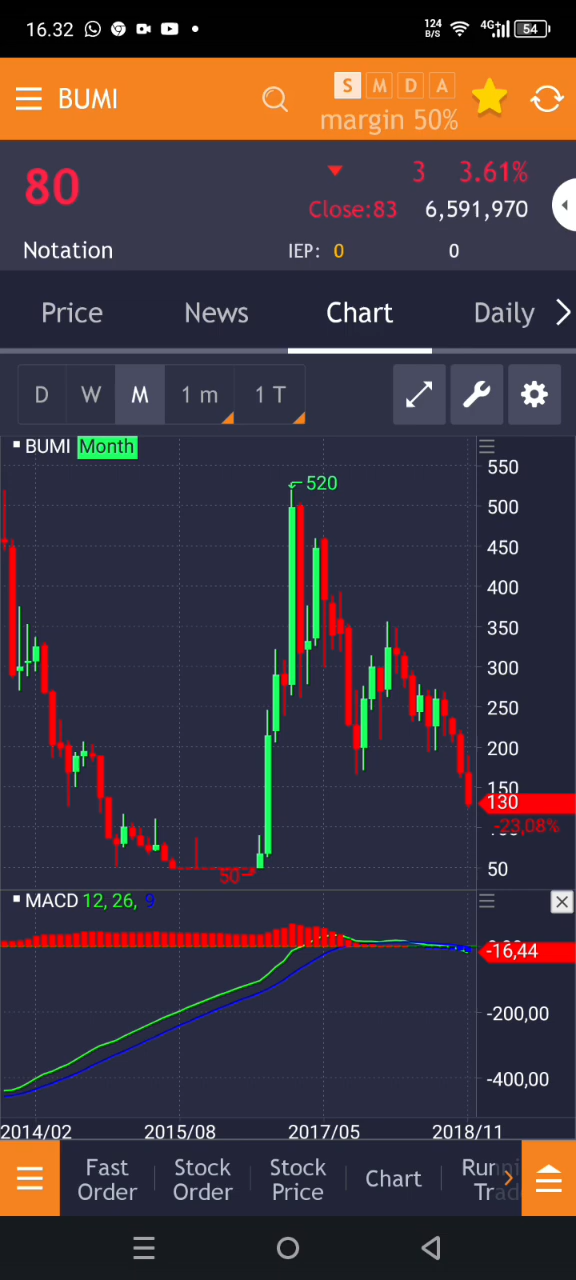 16.32
124
B/S
4G+
54
BUMI
S M D A
margin 50%
80
3 3.61%
Close:83 6,591,970
Notation IEP: 0 0
Price News Chart Daily
D W M 1 m 1 T
BUMI Month
550
520
500
450
400
350
300
250
200
150
130
-23,08%
50
50
MACD 12, 26, 9
-16,44
-200,00
-400,00
2014/02 2015/08 2017/05 2018/11
Fast Order
Stock Order
Stock Price
Chart